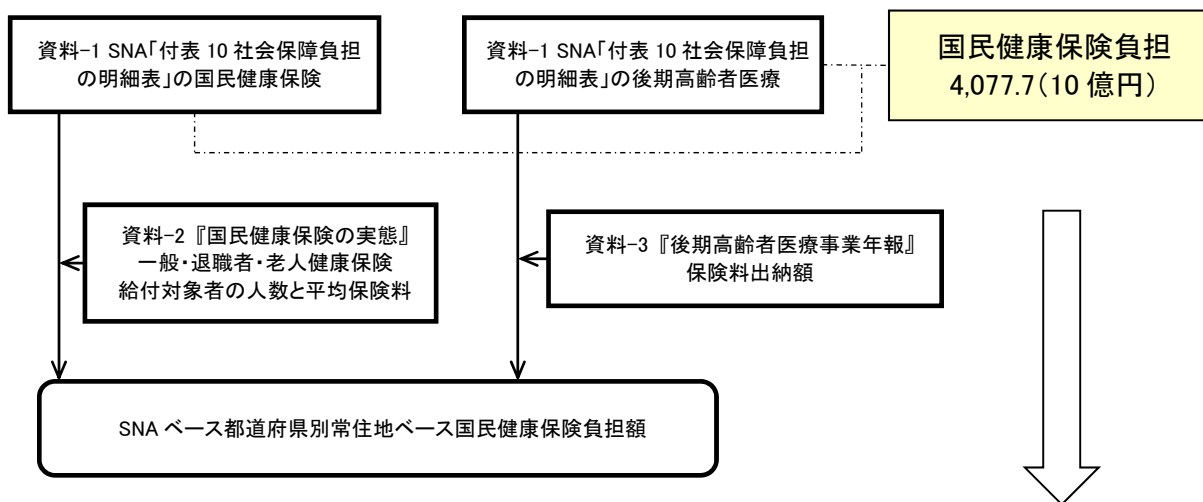 資料-1 SNA「付表 10 社会保障負担
の明細表」の国民健康保険
資料-1 SNA「付表 10 社会保障負担
の明細表」の後期高齢者医療
国民健康保険負担
4,077.7(10 億円)
資料-2 『国民健康保険の実態』
一般・退職者・老人健康保険
給付対象者の人数と平均保険料
資料-3 『後期高齢者医療事業年報』
保険料出納額
SNA ベース都道府県別常住地ベース国民健康保険負担額